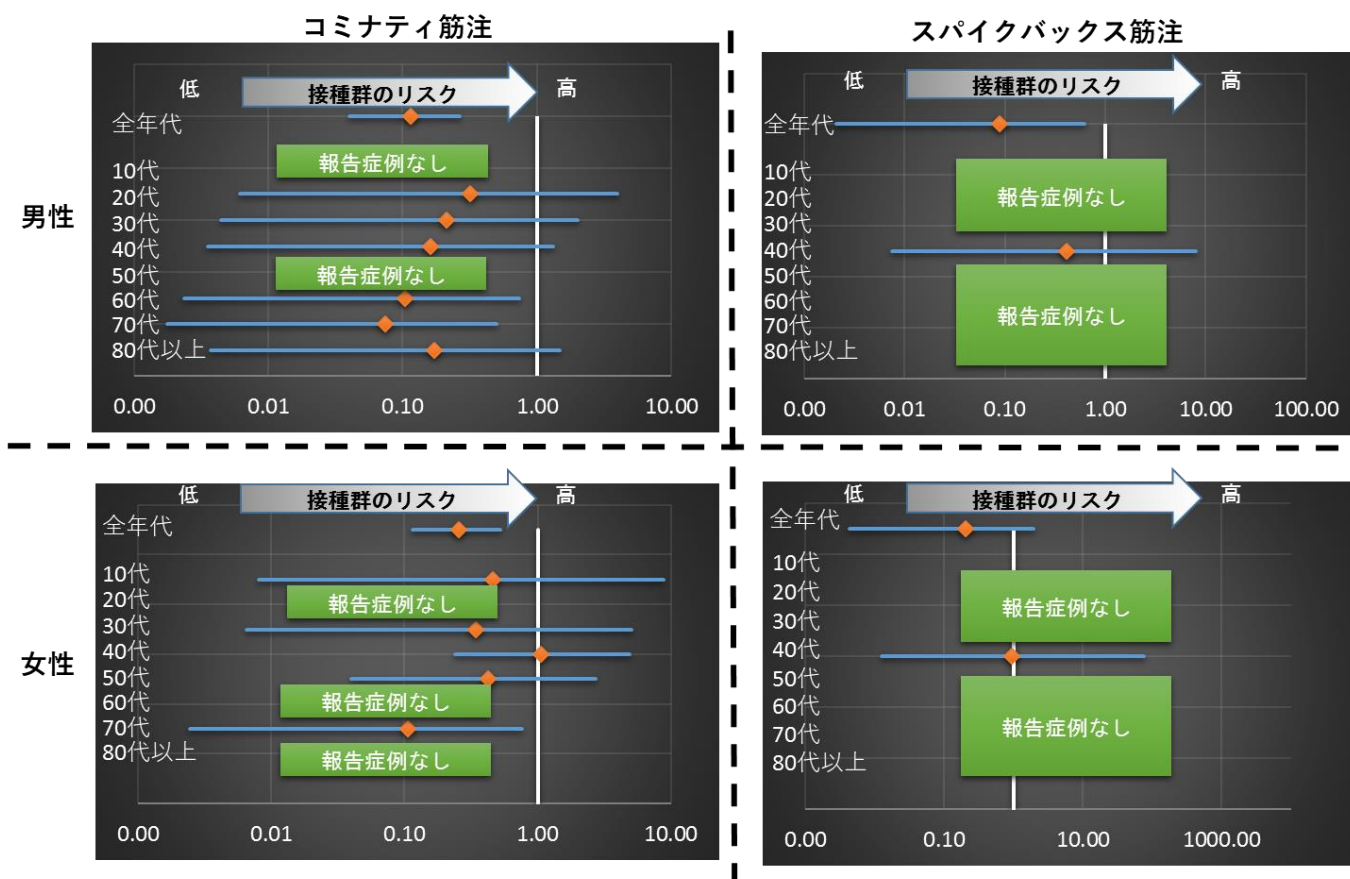 コミナティ筋注
スパイクバックス筋注
男性
低
接種群のリスク
高
全年代
10代
報告症例なし
20代
30代
40代
50代
報告症例なし
60代
70代
80代以上
0.00 0.01 0.10 1.00 10.00
低
接種群のリスク
高
全年代
10代
20代
報告症例なし
30代
40代
50代
60代
報告症例なし
70代
80代以上
0.00 0.01 0.10 1.00 10.00 100.00
女性
低
接種群のリスク
高
全年代
10代
20代
報告症例なし
30代
40代
50代
60代
報告症例なし
70代
80代以上
報告症例なし
0.00 0.01 0.10 1.00 10.00
低
接種群のリスク
高
全年代
10代
20代
報告症例なし
30代
40代
50代
60代
報告症例なし
70代
80代以上
0.00 0.10 10.00 1000.00